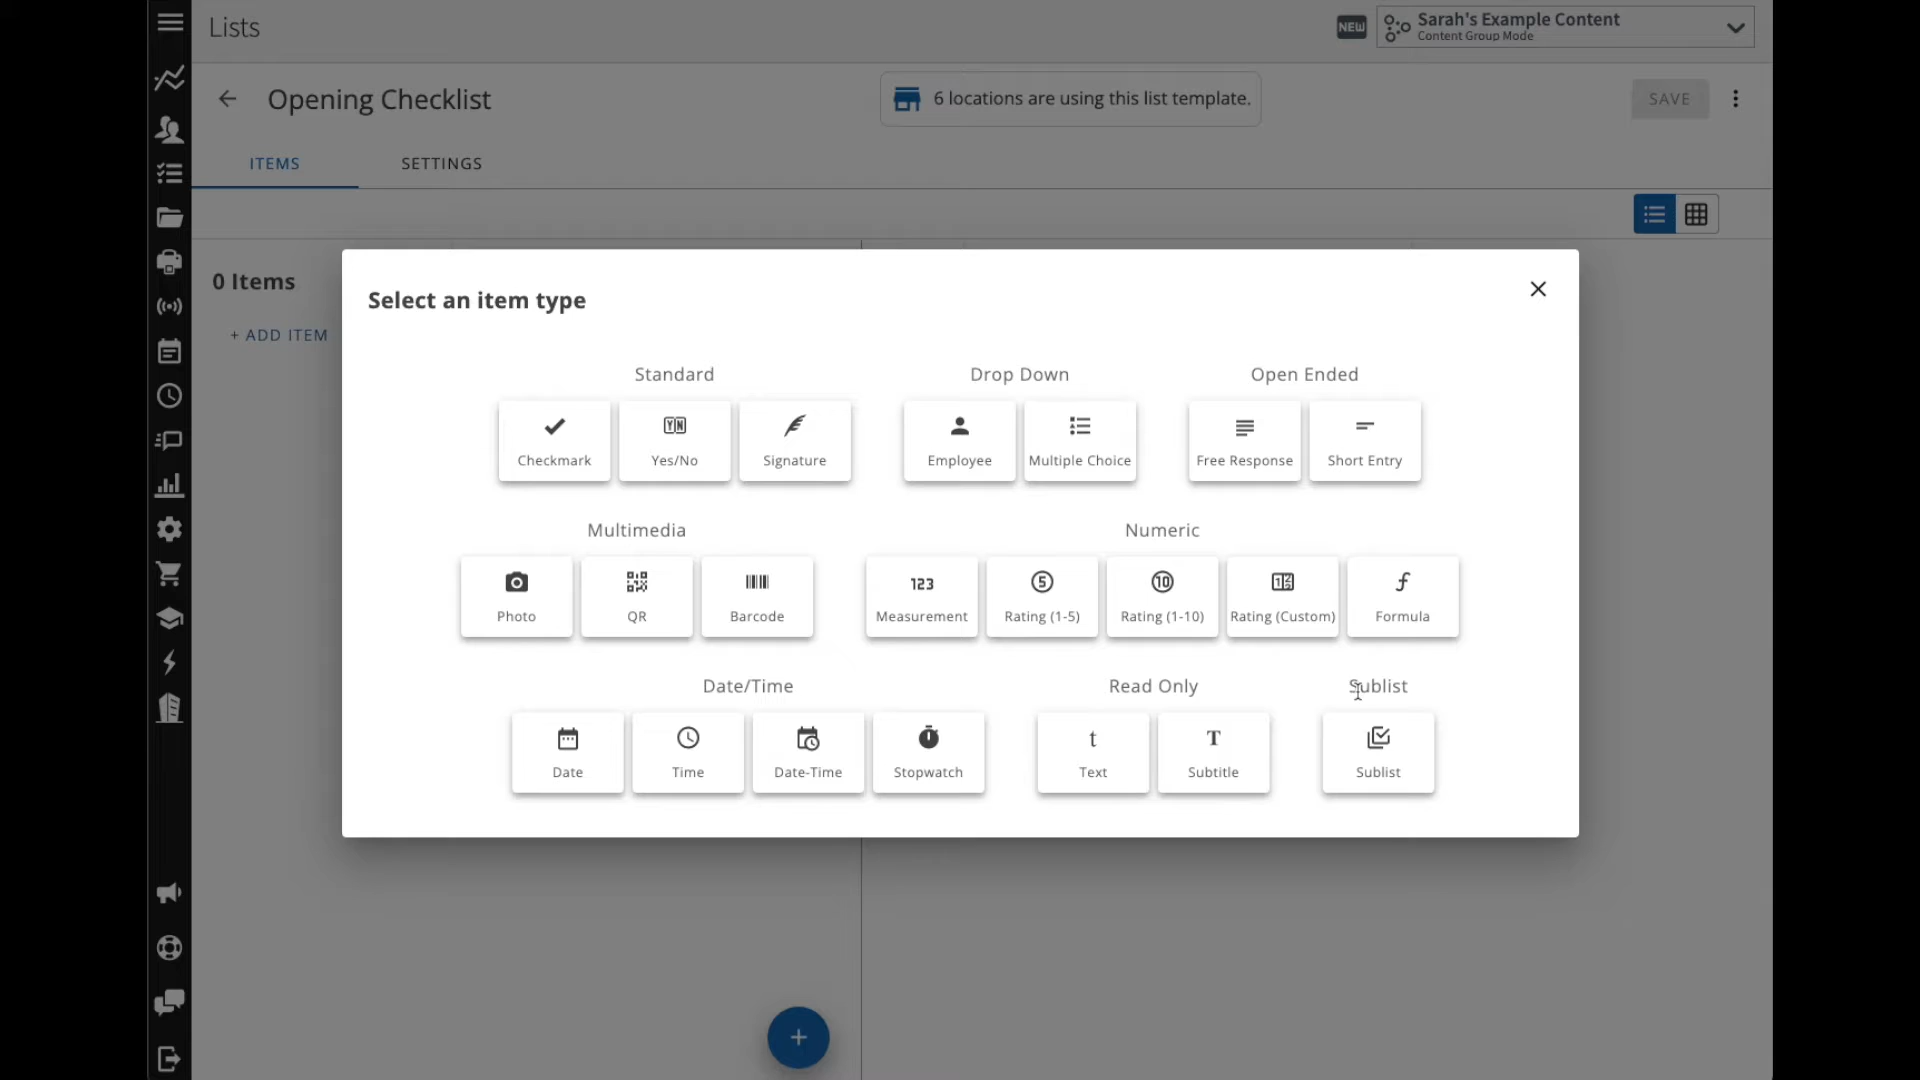 Lists
NEW
Sarah's Example Content
Content Group Mode
Opening Checklist
6 locations are using this list template.
SAVE
ITEMS
SETTINGS
0 Items
+ ADD ITEM
Select an item type
Standard
Drop Down
Open Ended
Checkmark
Y N
Yes/No
Signature
Employee
Multiple Choice
Free Response
Short Entry
Multimedia
Numeric
Photo
QR
Barcode
123
Measurement
5
Rating (1-5)
10
Rating (1-10)
Rating (Custom)
f
Formula
Date/Time
Read Only
Sublist
Date
Time
Date-Time
Stopwatch
t
Text
T
Subtitle
Sublist
+